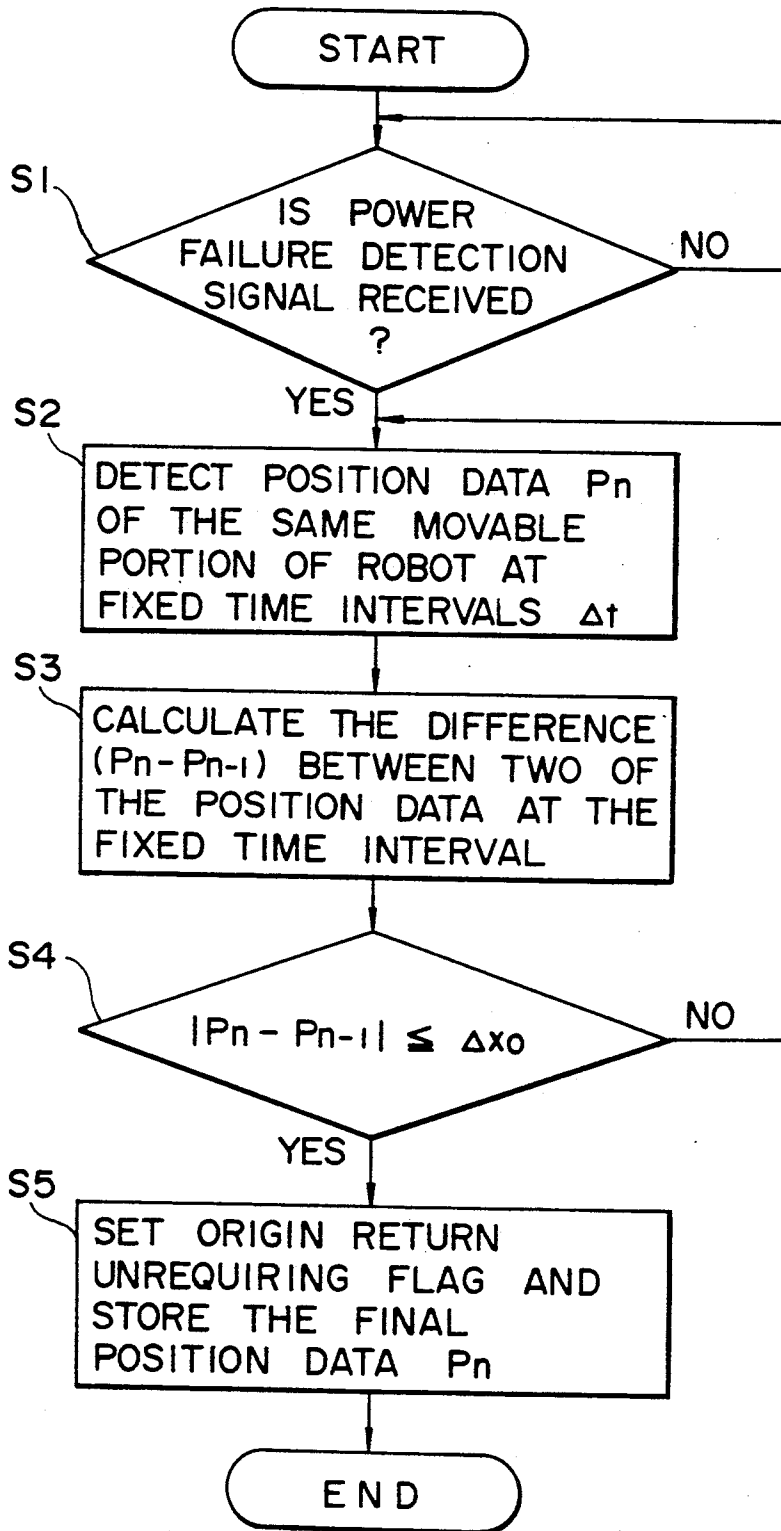 START
S1
IS POWER
FAILURE DETECTION
SIGNAL RECEIVED
?
NO
YES
S2
DETECT POSITION DATA Pn
OF THE SAME MOVABLE
PORTION OF ROBOT AT
FIXED TIME INTERVALS Δt
S3
CALCULATE THE DIFFERENCE
(Pn-Pn-1) BETWEEN TWO OF
THE POSITION DATA AT THE
FIXED TIME INTERVAL
S4
|Pn - Pn-1| ≦ Δxo
NO
YES
S5
SET ORIGIN RETURN
UNREQUIRING FLAG AND
STORE THE FINAL
POSITION DATA Pn
END